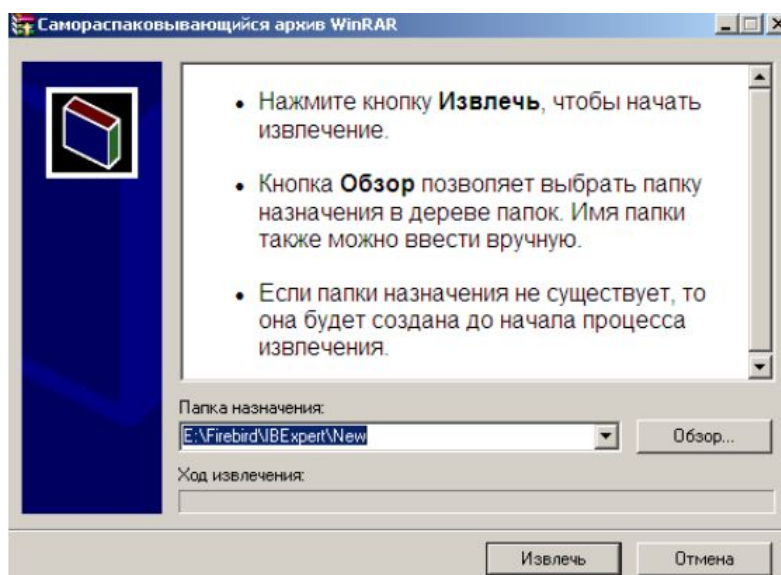 Самораспаковывающийся архив WinRAR
• Нажмите кнопку Извлечь, чтобы начать
извлечение.
• Кнопка Обзор позволяет выбрать папку
назначения в дереве папок. Имя папки
также можно ввести вручную.
• Если папки назначения не существует, то
она будет создана до начала процесса
извлечения.
Папка назначения:
E:\Firebird\IBExpert\New
Обзор...
Ход извлечения:
Извлечь
Отмена